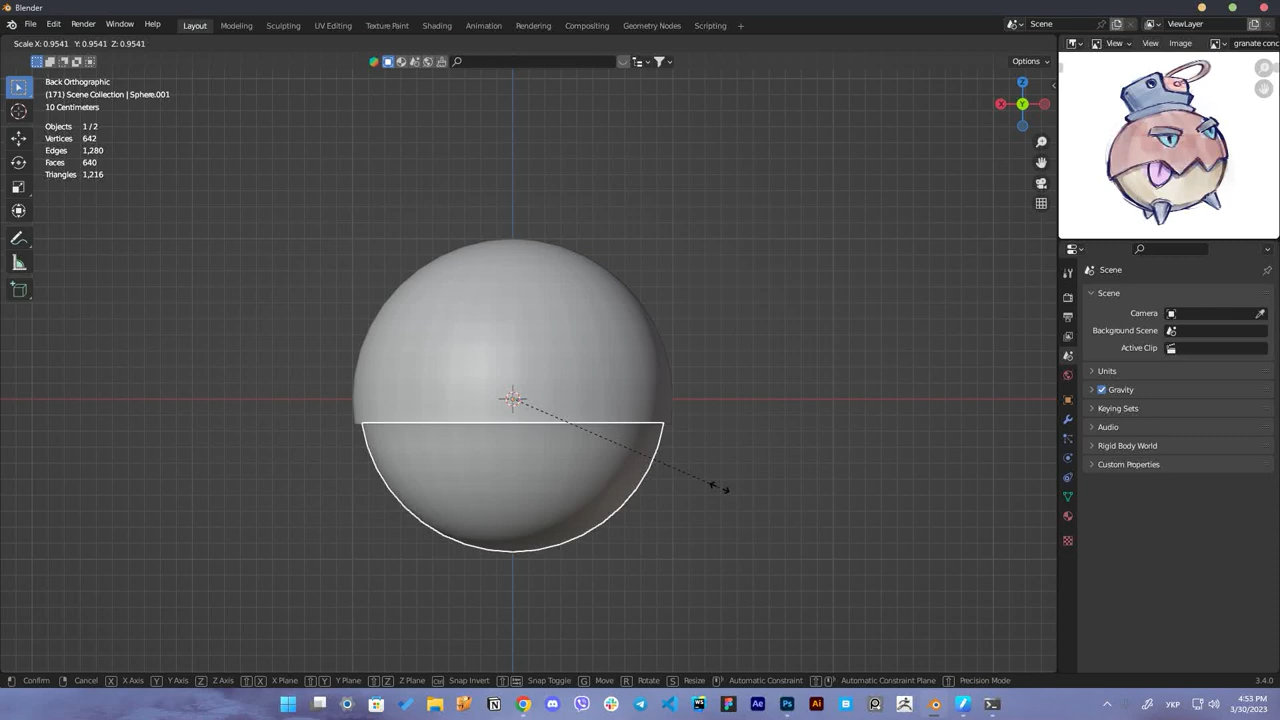 Blender
File Edit Render Window Help
Layout Modeling Sculpting UV Editing Texture Paint Shading Animation Rendering Compositing Geometry Nodes Scripting +
Scene
ViewLayer
Scale X: 0.9541 Y: 0.9541 Z: 0.9541
View View Image granate conc
Options
Back Orthographic
(171) Scene Collection | Sphere.001
10 Centimeters
Objects 1/2
Vertices 642
Edges 1,280
Faces 640
Triangles 1,216
Z
X
Y
Scene
Scene
Camera
Background Scene
Active Clip
Units
Gravity
Keying Sets
Audio
Rigid Body World
Custom Properties
Confirm Cancel X X Axis Y Y Axis Z Z Axis X X Plane Y Y Plane Z Z Plane Snap Invert Snap Toggle G Move R Rotate S Resize Automatic Constraint Automatic Constraint Plane Precision Mode 3.4.0
Ae Ps Ai B
УКР
4:53 PM
3/30/2023